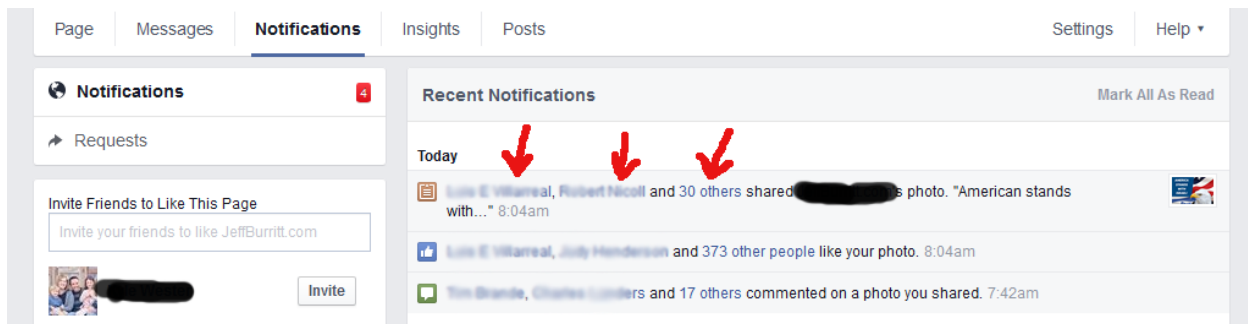 Page Messages Notifications Insights Posts Settings Help
Notifications 4
Requests
Invite Friends to Like This Page
Invite your friends to like JeffBurritt.com
Invite
Recent Notifications Mark All As Read
Today
and 30 others shared photo. "American stands
with..." 8:04am
and 373 other people like your photo. 8:04am
and 17 others commented on a photo you shared. 7:42am